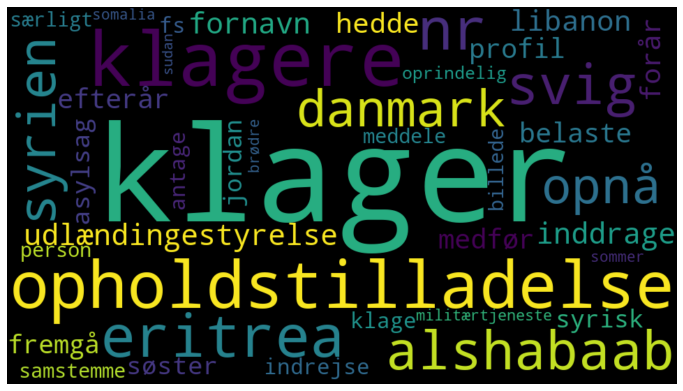 særligt somalia fs fornavn hedde nr libanon
klagere sudan profil forår
syrien efterår oprindelig svig
danmark
asylsag antage klager jordan brødre meddele billede belaste
opnå
udlændingestyrelse medfør inddrage
person sommer
opholdstilladelse
fremgå eritrea klage militærtjeneste syrisk
samstemme søster indrejse alshabaab